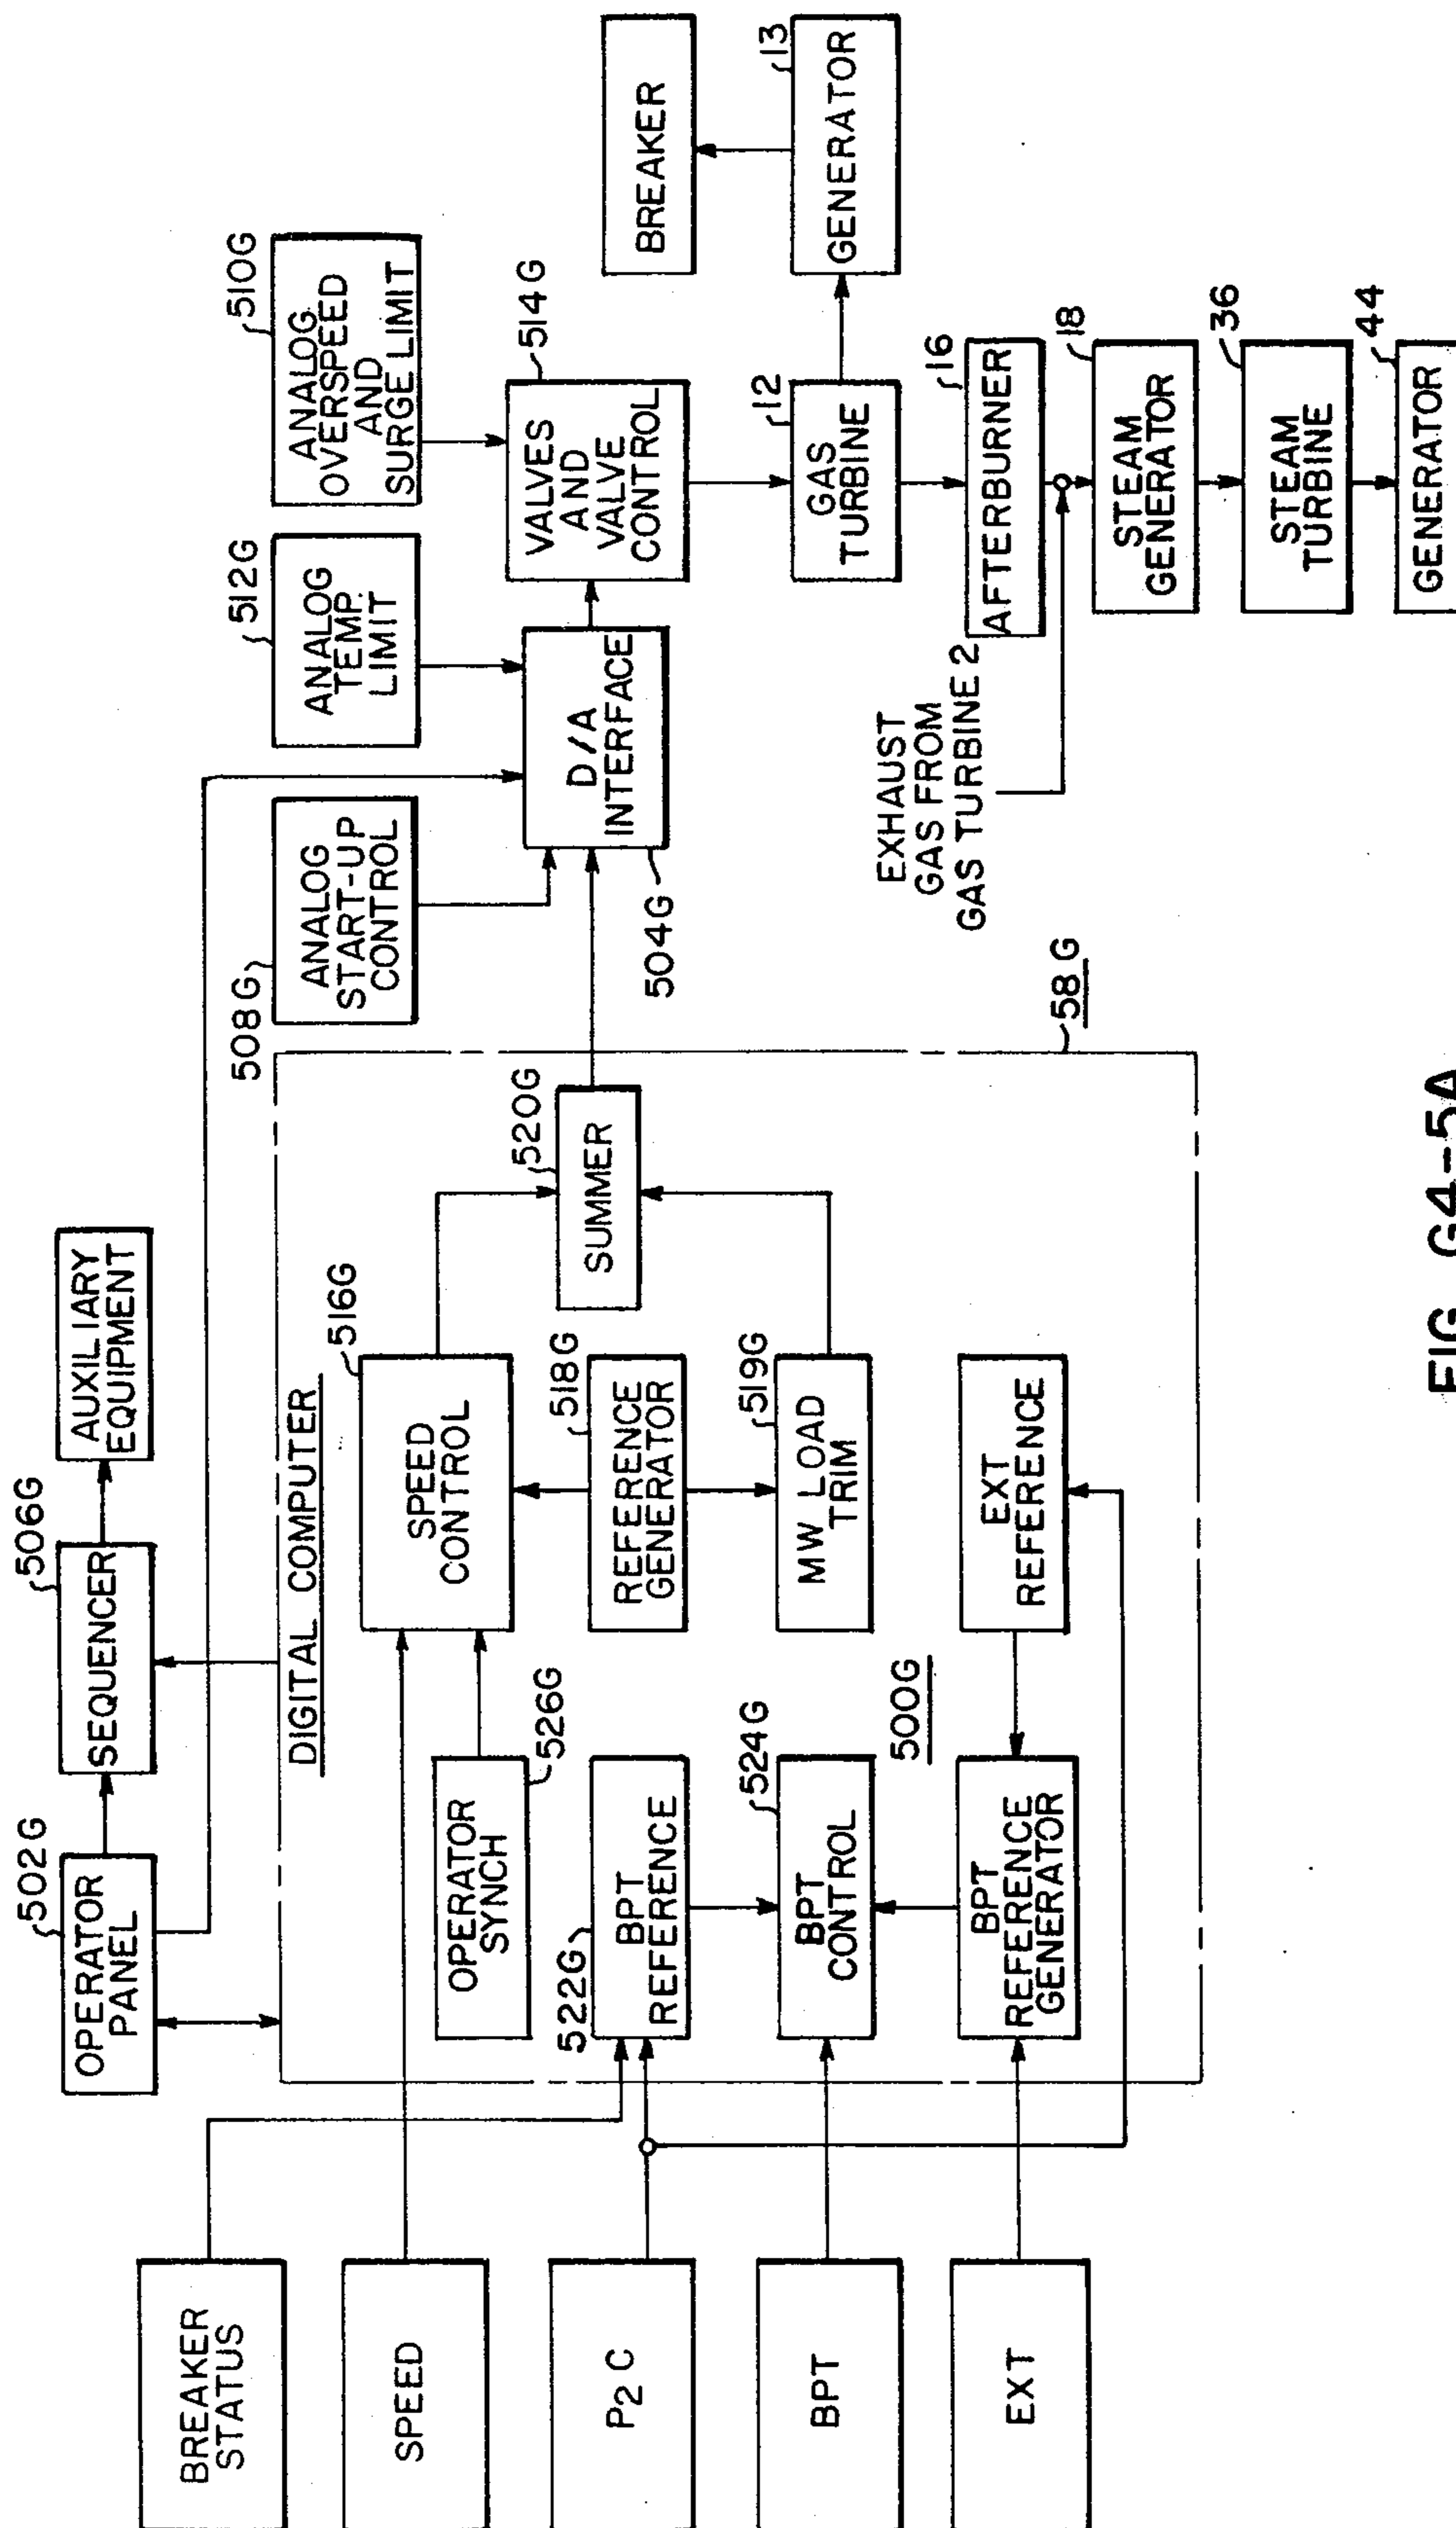 502G
OPERATOR
PANEL
506G
SEQUENCER
AUXILIARY
EQUIPMENT
508G
ANALOG
START-UP
CONTROL
512G
ANALOG
TEMP.
LIMIT
510G
ANALOG
OVERSPEED
AND
SURGE LIMIT
BREAKER
STATUS
SPEED
P2C
BPT
EXT
DIGITAL COMPUTER
516G
SPEED
CONTROL
OPERATOR
SYNCH
526G
522G
BPT
REFERENCE
518G
REFERENCE
GENERATOR
520G
SUMMER
524G
BPT
CONTROL
519G
MW LOAD
TRIM
500G
BPT
REFERENCE
GENERATOR
EXT
REFERENCE
58G
D/A
INTERFACE
504G
514G
VALVES
AND
VALVE
CONTROL
BREAKER
12
GAS
TURBINE
13
GENERATOR
EXHAUST
GAS FROM
GAS TURBINE 2
16
AFTERBURNER
18
STEAM
GENERATOR
36
STEAM
TURBINE
44
GENERATOR
FIG. G4-5A